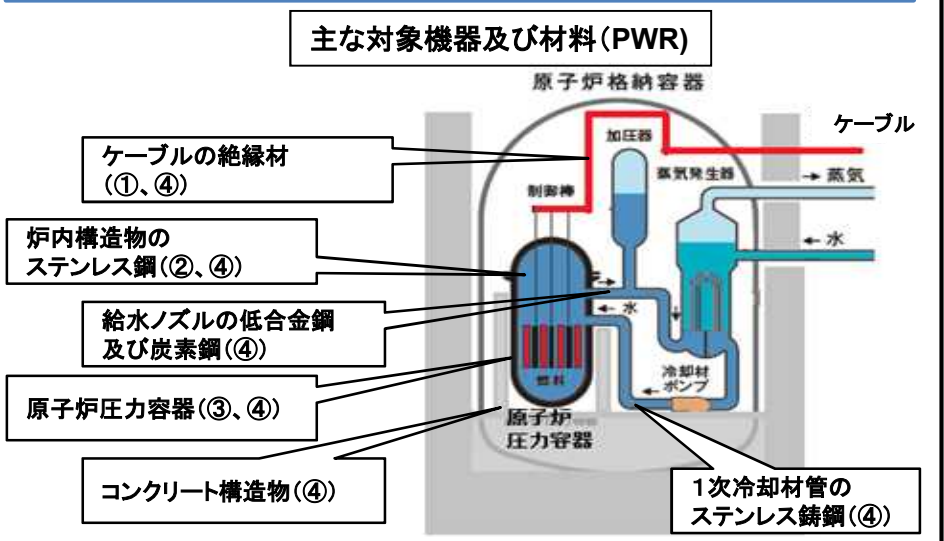 主な対象機器及び材料(PWR)
原子炉格納容器
ケーブル
加圧器
ケーブルの絶縁材
(①、④)
蒸気発生器
→ 蒸気
制御棒
炉内構造物の
ステンレス鋼(②、④)
← 水
給水ノズルの低合金鋼
及び炭素鋼(④)
← 水
冷却材
ポンプ
燃料
原子炉圧力容器(③、④)
原子炉
圧力容器
コンクリート構造物(④)
1次冷却材管の
ステンレス鋳鋼(④)